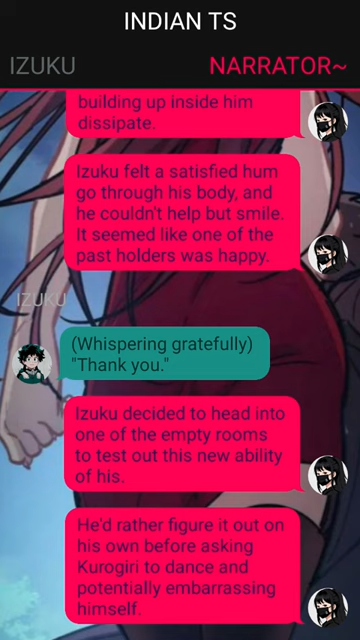 INDIAN TS
IZUKU
NARRATOR~
building up inside him
dissipate.
Izuku felt a satisfied hum
go through his body, and
he couldn't help but smile.
It seemed like one of the
past holders was happy.
IZUKU
(Whispering gratefully)
"Thank you."
Izuku decided to head into
one of the empty rooms
to test out this new ability
of his.
He'd rather figure it out on
his own before asking
Kurogiri to dance and
potentially embarrassing
himself.